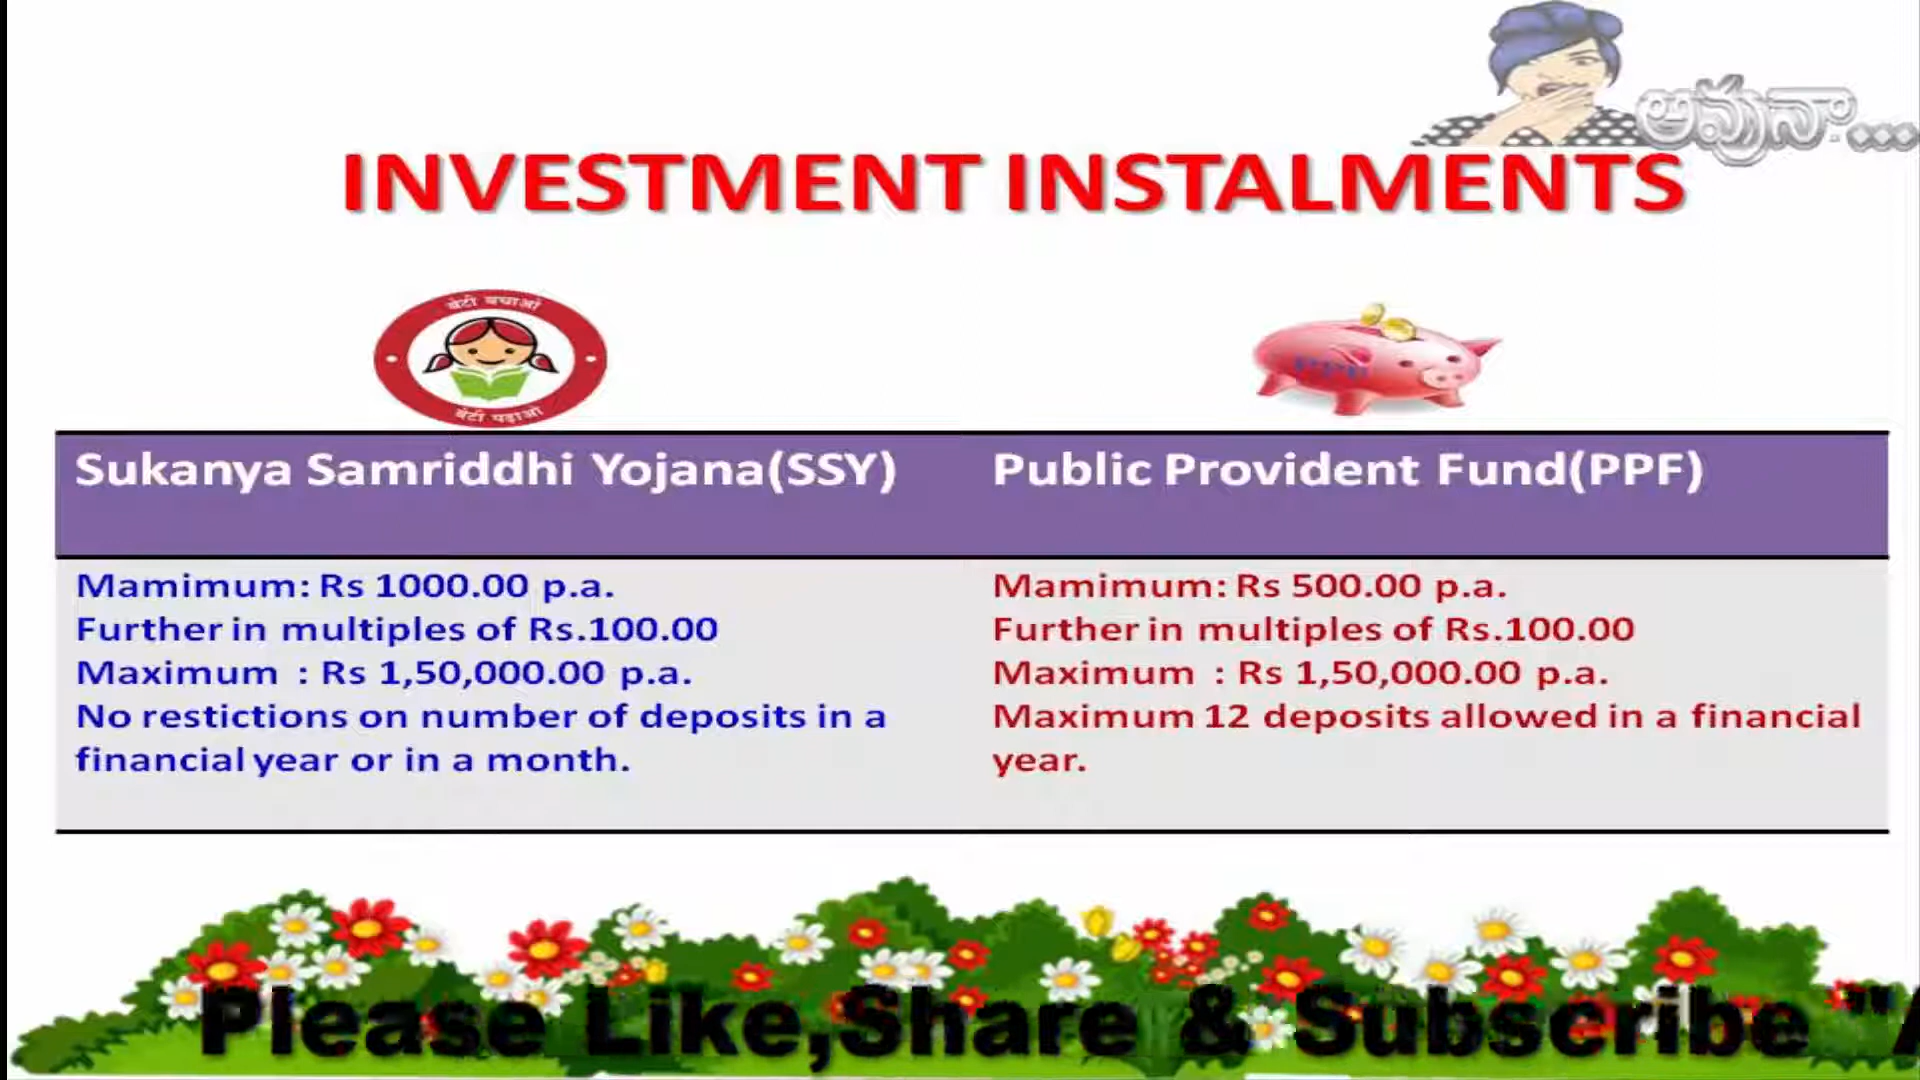 అవునా...
INVESTMENT INSTALMENTS
बेटी बचाओ
बेटी पढ़ाओ
PPF
Sukanya Samriddhi Yojana(SSY)
Public Provident Fund(PPF)
Mamimum: Rs 1000.00 p.a.
Further in multiples of Rs.100.00
Maximum : Rs 1,50,000.00 p.a.
No restictions on number of deposits in a
financial year or in a month.
Mamimum: Rs 500.00 p.a.
Further in multiples of Rs.100.00
Maximum : Rs 1,50,000.00 p.a.
Maximum 12 deposits allowed in a financial
year.
Please Like,Share & Subscribe "A